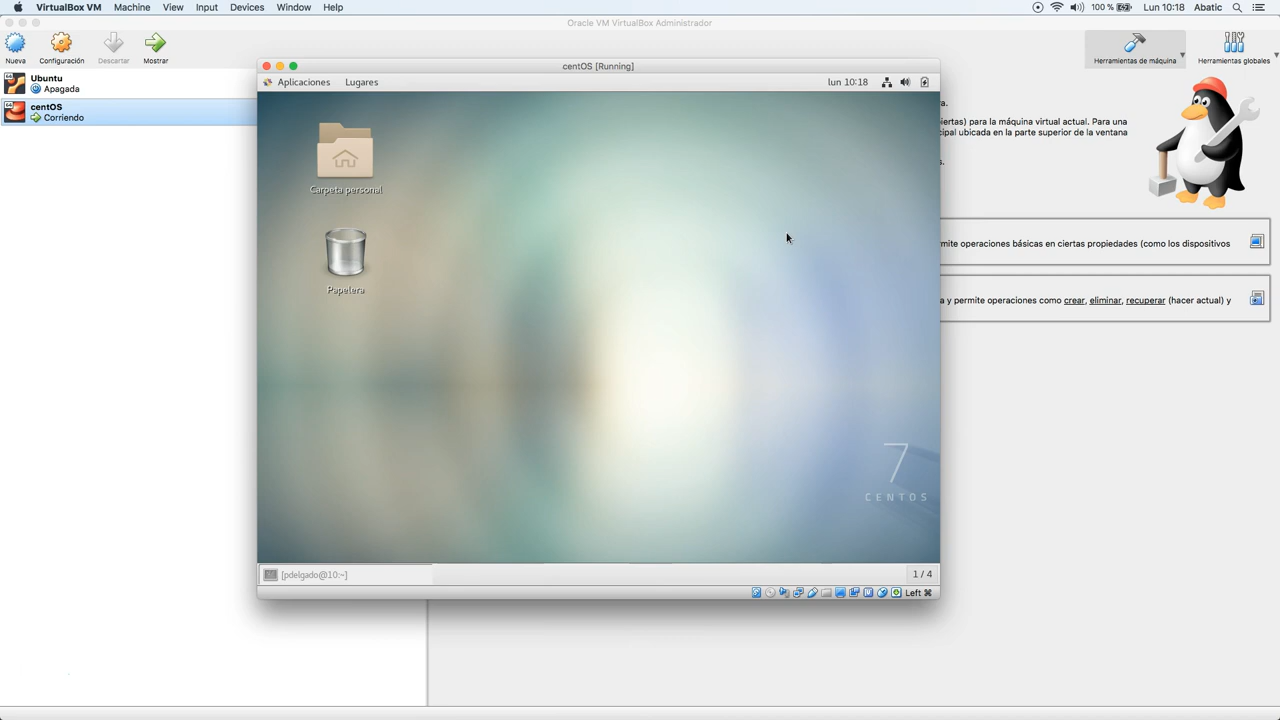 VirtualBox VM Machine View Input Devices Window Help 100 % Lun 10:18 Abatic
Oracle VM VirtualBox Administrador
Nueva Configuración Descartar Mostrar Herramientas de máquina Herramientas globales
64 Ubuntu
Apagada
64 centOS
Corriendo
centOS [Running]
Aplicaciones Lugares lun 10:18
Carpeta personal
Papelera
7
CENTOS
[pdelgado@10:~] 1 / 4
Left ⌘
a.
iertas) para la máquina virtual actual. Para una
cipal ubicada en la parte superior de la ventana
s.
mite operaciones básicas en ciertas propiedades (como los dispositivos
a y permite operaciones como crear, eliminar, recuperar (hacer actual) y